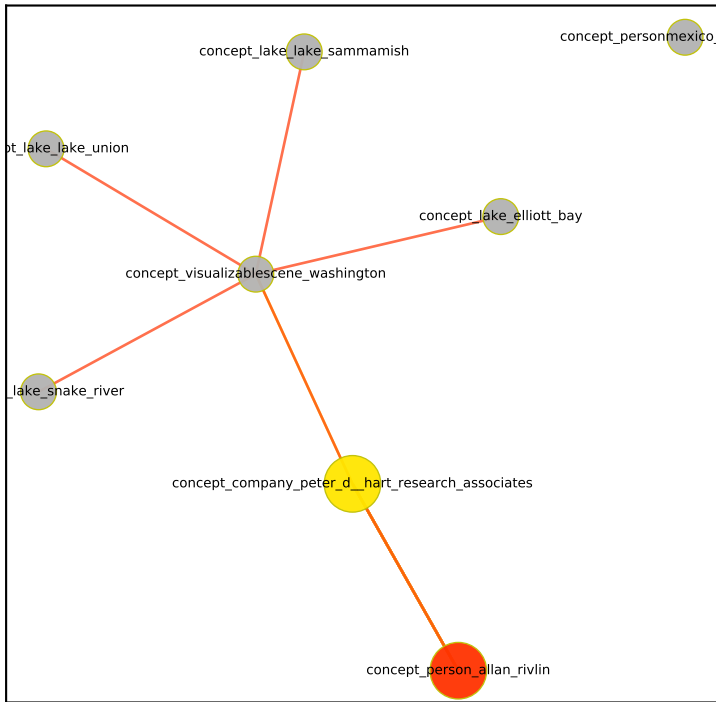 concept_personmexico_
concept_lake_lake_sammamish
pt_lake_lake_union
concept_lake_elliott_bay
concept_visualizablescene_washington
_lake_snake_river
concept_company_peter_d__hart_research_associates
concept_person_allan_rivlin